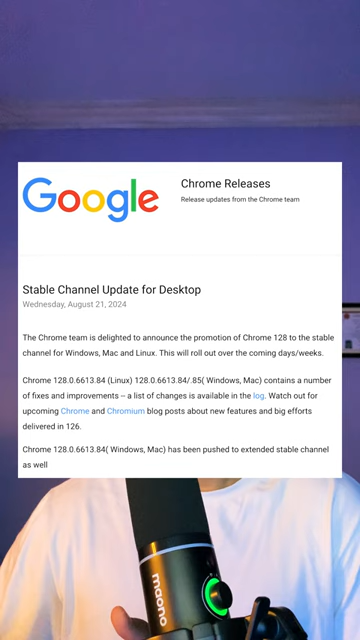 Google
Chrome Releases
Release updates from the Chrome team
Stable Channel Update for Desktop
Wednesday, August 21, 2024
The Chrome team is delighted to announce the promotion of Chrome 128 to the stable
channel for Windows, Mac and Linux. This will roll out over the coming days/weeks.
Chrome 128.0.6613.84 (Linux) 128.0.6613.84/.85( Windows, Mac) contains a number
of fixes and improvements -- a list of changes is available in the log. Watch out for
upcoming Chrome and Chromium blog posts about new features and big efforts
delivered in 126.
Chrome 128.0.6613.84( Windows, Mac) has been pushed to extended stable channel
as well
maono